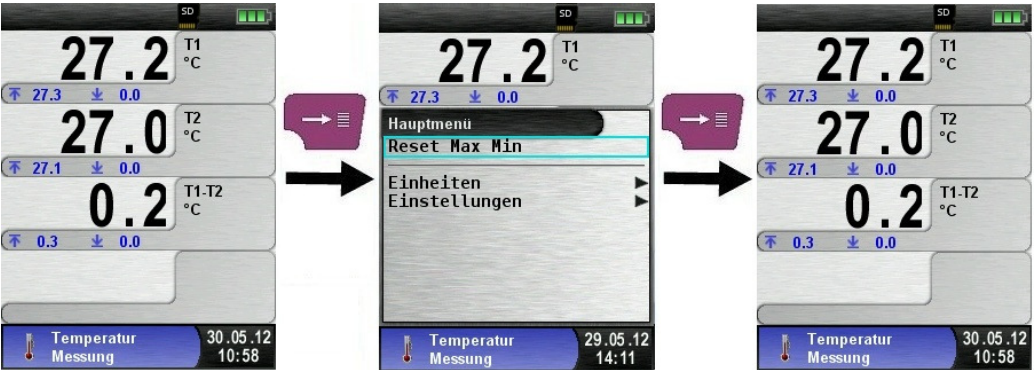 SD
27.2 T1 °C
27.3 0.0
27.0 T2 °C
27.1 0.0
0.2 T1-T2 °C
0.3 0.0
Temperatur
Messung
30.05.12
10:58
SD
27.2 T1 °C
27.3 0.0
Hauptmenü
Reset Max Min
Einheiten
Einstellungen
Temperatur
Messung
29.05.12
14:11
SD
27.2 T1 °C
27.3 0.0
27.0 T2 °C
27.1 0.0
0.2 T1-T2 °C
0.3 0.0
Temperatur
Messung
30.05.12
10:58